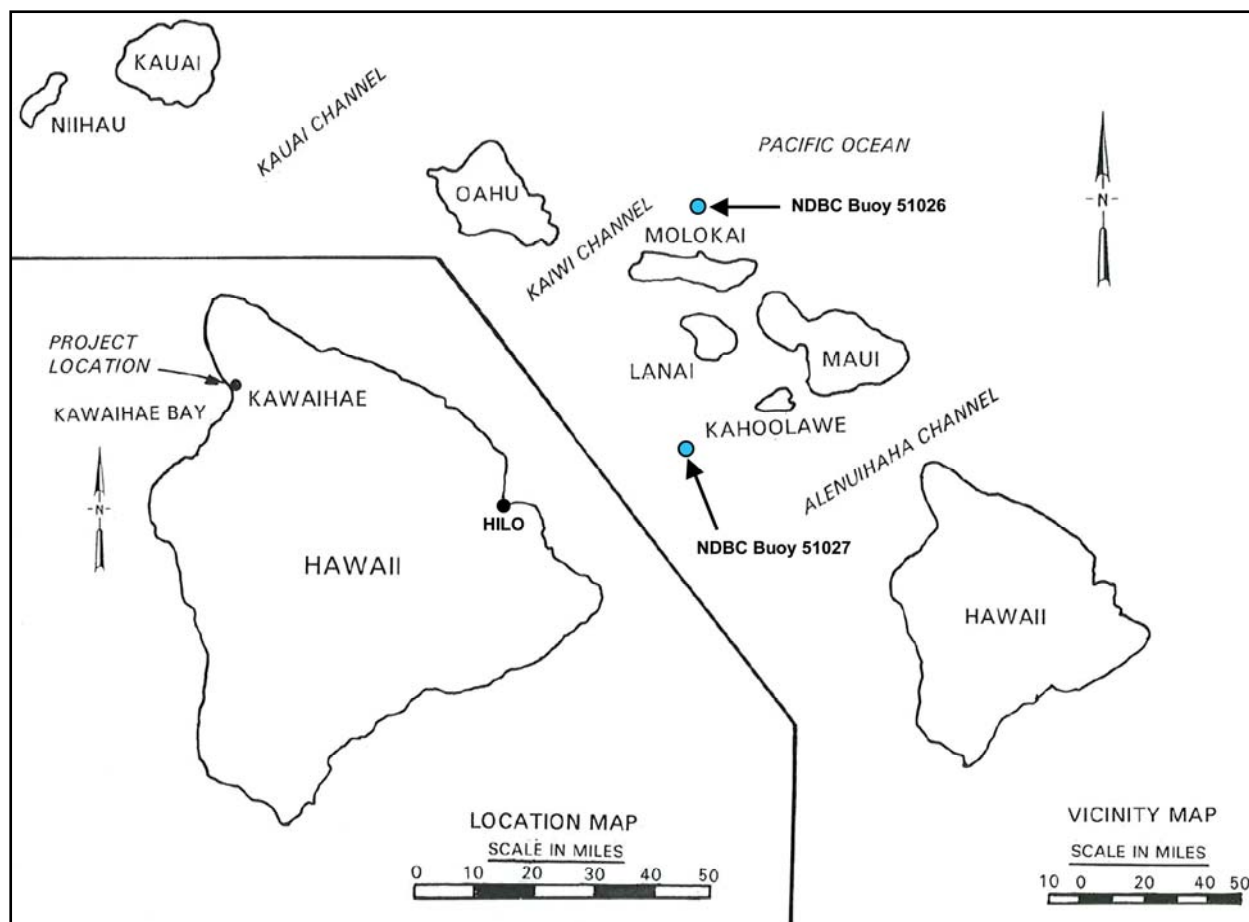 KAUAI
NIIHAU
KAUAI CHANNEL
OAHU
PACIFIC OCEAN
-N-
NDBC Buoy 51026
MOLOKAI
KAIWI CHANNEL
LANAI
MAUI
KAHOOLAWE
ALENUIHAHA CHANNEL
NDBC Buoy 51027
HAWAII
PROJECT
LOCATION
KAWAIHAE
KAWAIHAE BAY
-N-
HILO
HAWAII
LOCATION MAP
SCALE IN MILES
0 10 20 30 40 50
VICINITY MAP
SCALE IN MILES
10 0 10 20 30 40 50